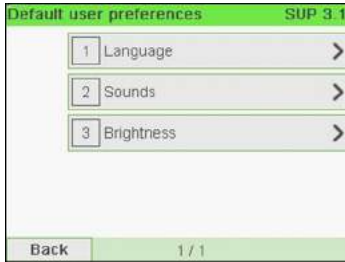 Default user preferences SUP 3.1
1 Language
2 Sounds
3 Brightness
Back 1 / 1